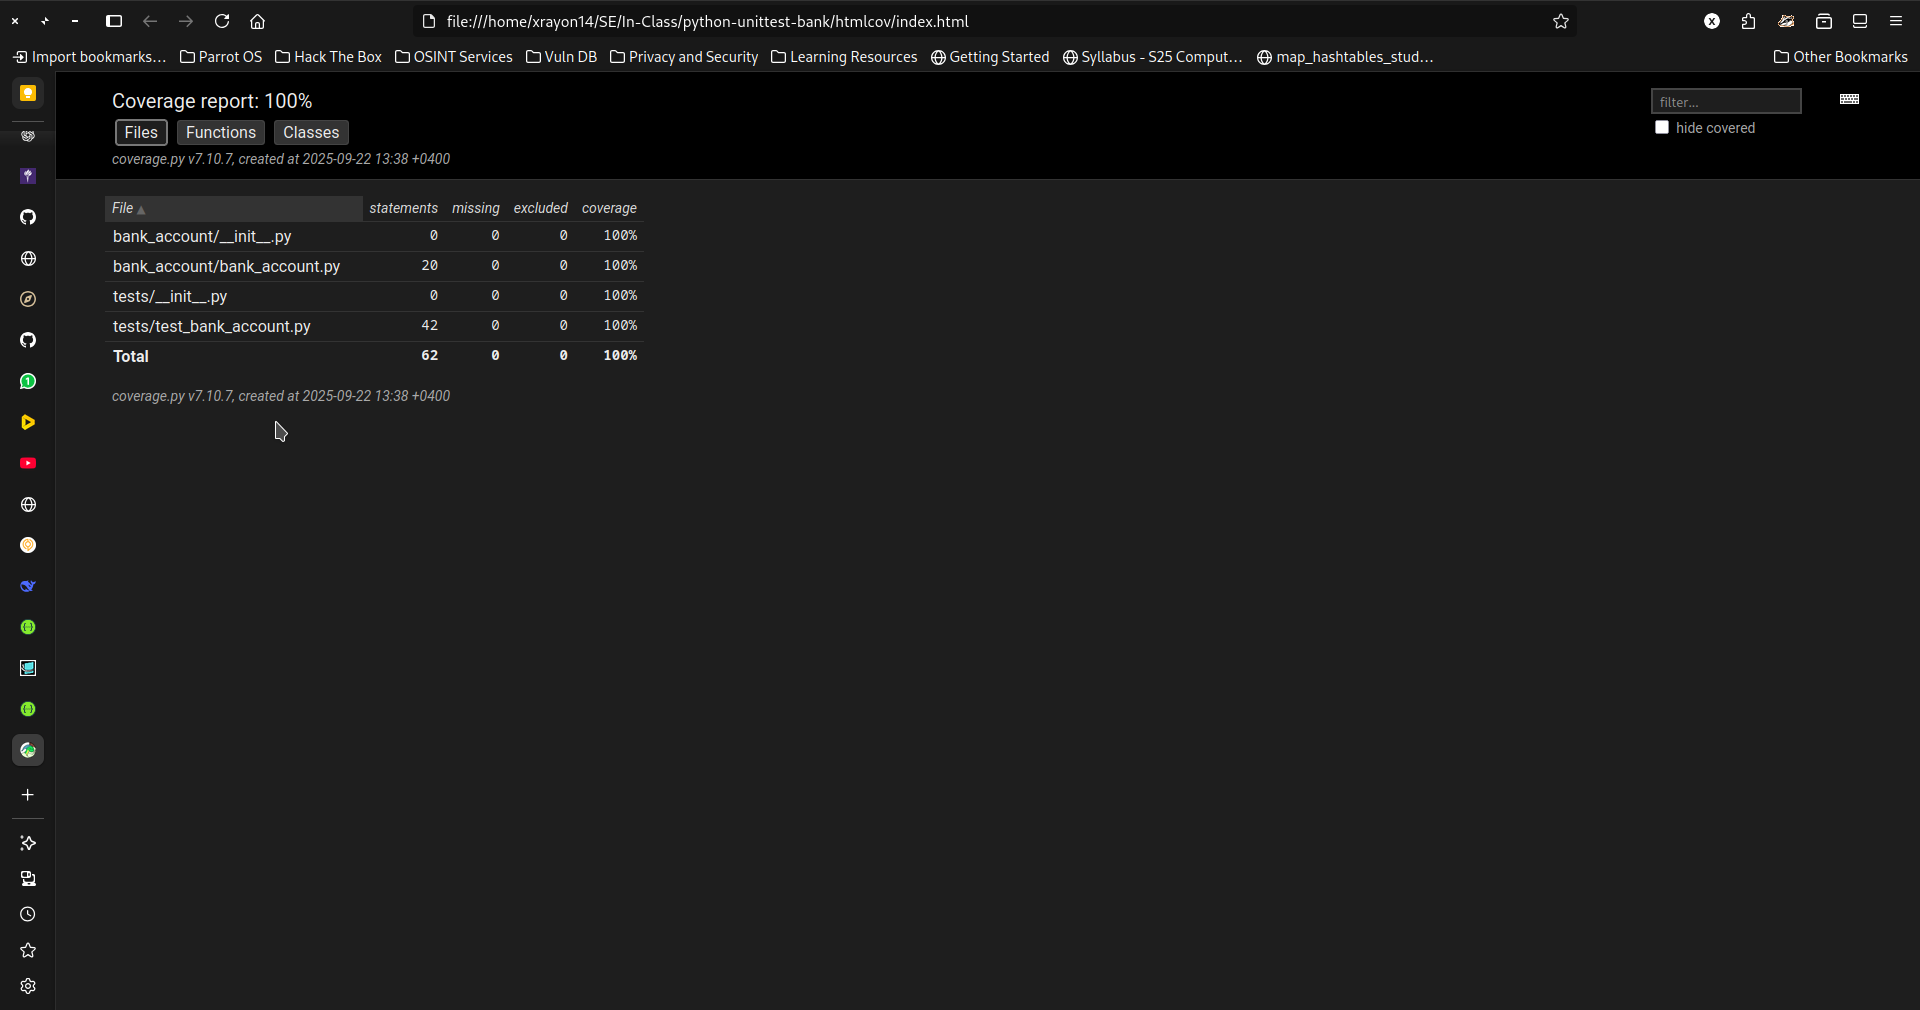 file:///home/xrayon14/SE/In-Class/python-unittest-bank/htmlcov/index.html
Import bookmarks… Parrot OS Hack The Box OSINT Services Vuln DB Privacy and Security Learning Resources Getting Started Syllabus - S25 Comput… map_hashtables_stud… Other Bookmarks
Coverage report: 100%
filter...
hide covered
Files Functions Classes
coverage.py v7.10.7, created at 2025-09-22 13:38 +0400
File ▲ statements missing excluded coverage
bank_account/__init__.py 0 0 0 100%
bank_account/bank_account.py 20 0 0 100%
tests/__init__.py 0 0 0 100%
tests/test_bank_account.py 42 0 0 100%
Total 62 0 0 100%
coverage.py v7.10.7, created at 2025-09-22 13:38 +0400